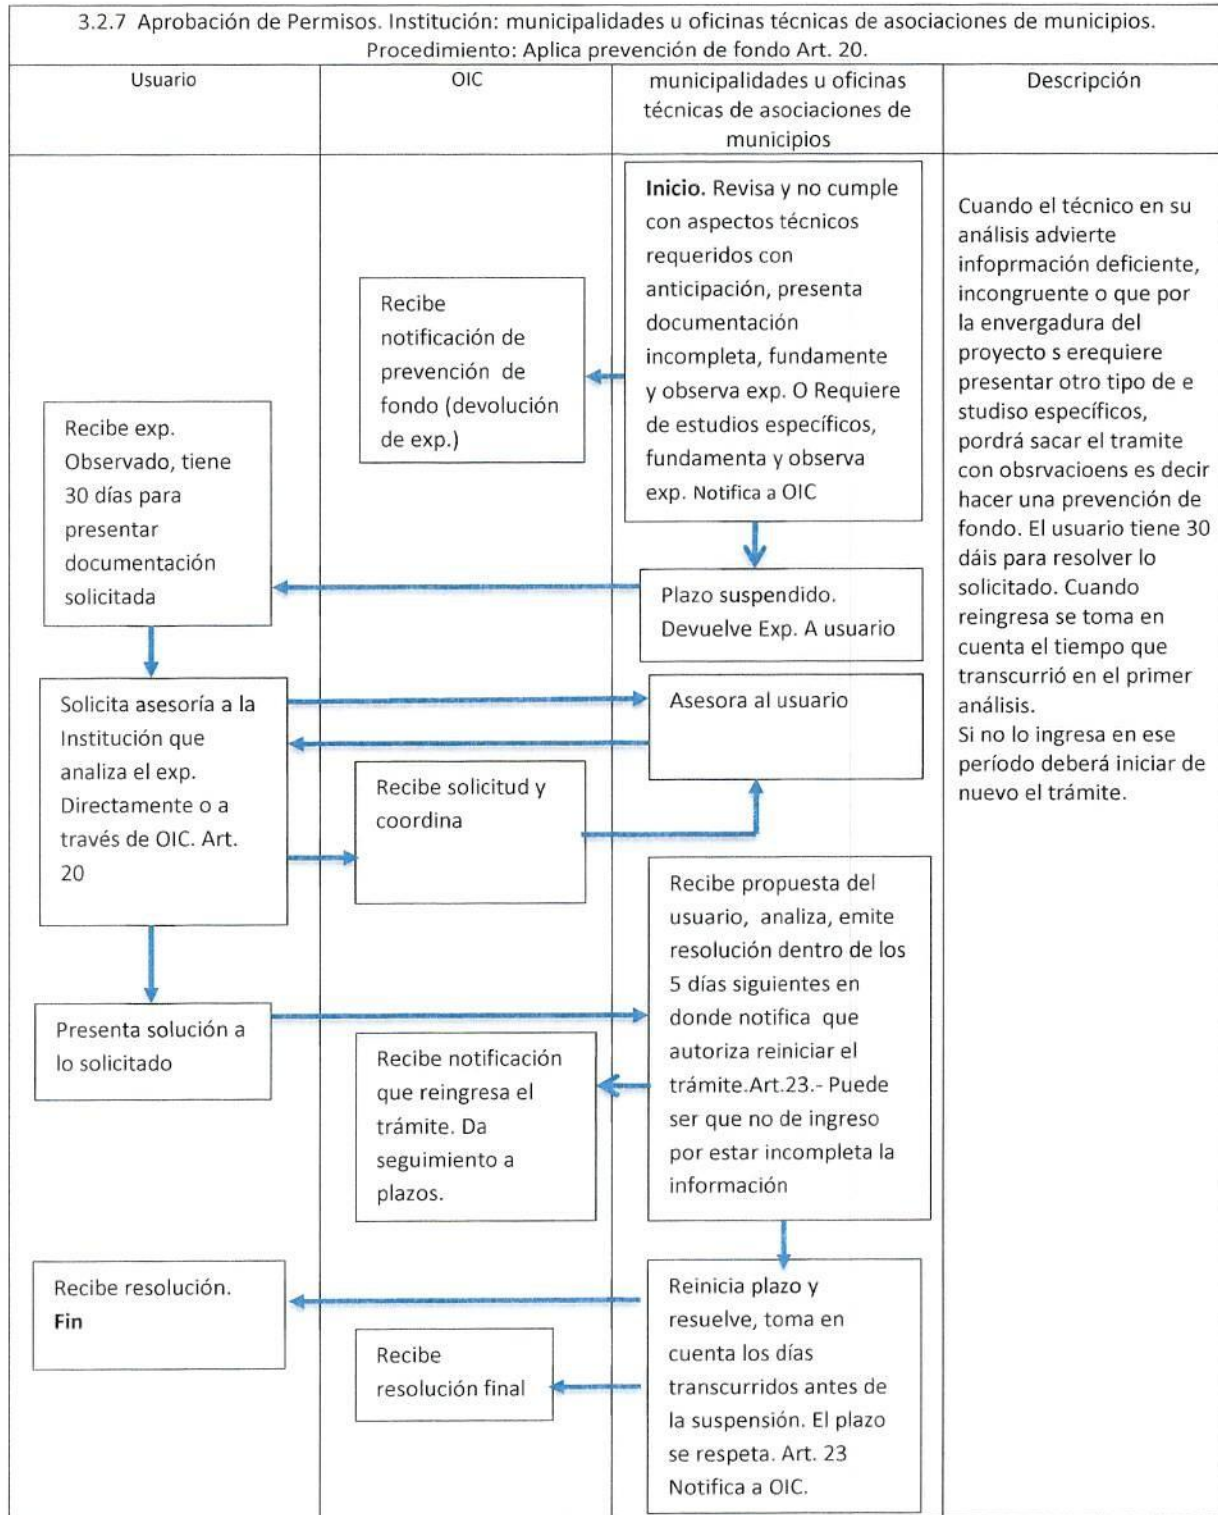 3.2.7 Aprobación de Permisos. Institución: municipalidades u oficinas técnicas de asociaciones de municipios.
Procedimiento: Aplica prevención de fondo Art. 20.
Usuario
OIC
municipalidades u oficinas
técnicas de asociaciones de
municipios
Descripción
Inicio. Revisa y no cumple
con aspectos técnicos
requeridos con
anticipación, presenta
documentación
incompleta, fundamente
y observa exp. O Requiere
de estudios específicos,
fundamenta y observa
exp. Notifica a OIC
Recibe
notificación de
prevención de
fondo (devolución
de exp.)
Recibe exp.
Observado, tiene
30 días para
presentar
documentación
solicitada
Plazo suspendido.
Devuelve Exp. A usuario
Solicita asesoría a la
Institución que
analiza el exp.
Directamente o a
través de OIC. Art.
20
Asesora al usuario
Recibe solicitud y
coordina
Recibe propuesta del
usuario, analiza, emite
resolución dentro de los
5 días siguientes en
donde notifica que
autoriza reiniciar el
trámite.Art.23.- Puede
ser que no de ingreso
por estar incompleta la
información
Presenta solución a
lo solicitado
Recibe notificación
que reingresa el
trámite. Da
seguimiento a
plazos.
Reinicia plazo y
resuelve, toma en
cuenta los días
transcurridos antes de
la suspensión. El plazo
se respeta. Art. 23
Notifica a OIC.
Recibe resolución.
Fin
Recibe
resolución final
Cuando el técnico en su
análisis advierte
infoprmación deficiente,
incongruente o que por
la envergadura del
proyecto s erequiere
presentar otro tipo de e
studiso específicos,
pordrá sacar el tramite
con obsrvacioens es decir
hacer una prevención de
fondo. El usuario tiene 30
dáis para resolver lo
solicitado. Cuando
reingresa se toma en
cuenta el tiempo que
transcurrió en el primer
análisis.
Si no lo ingresa en ese
período deberá iniciar de
nuevo el trámite.